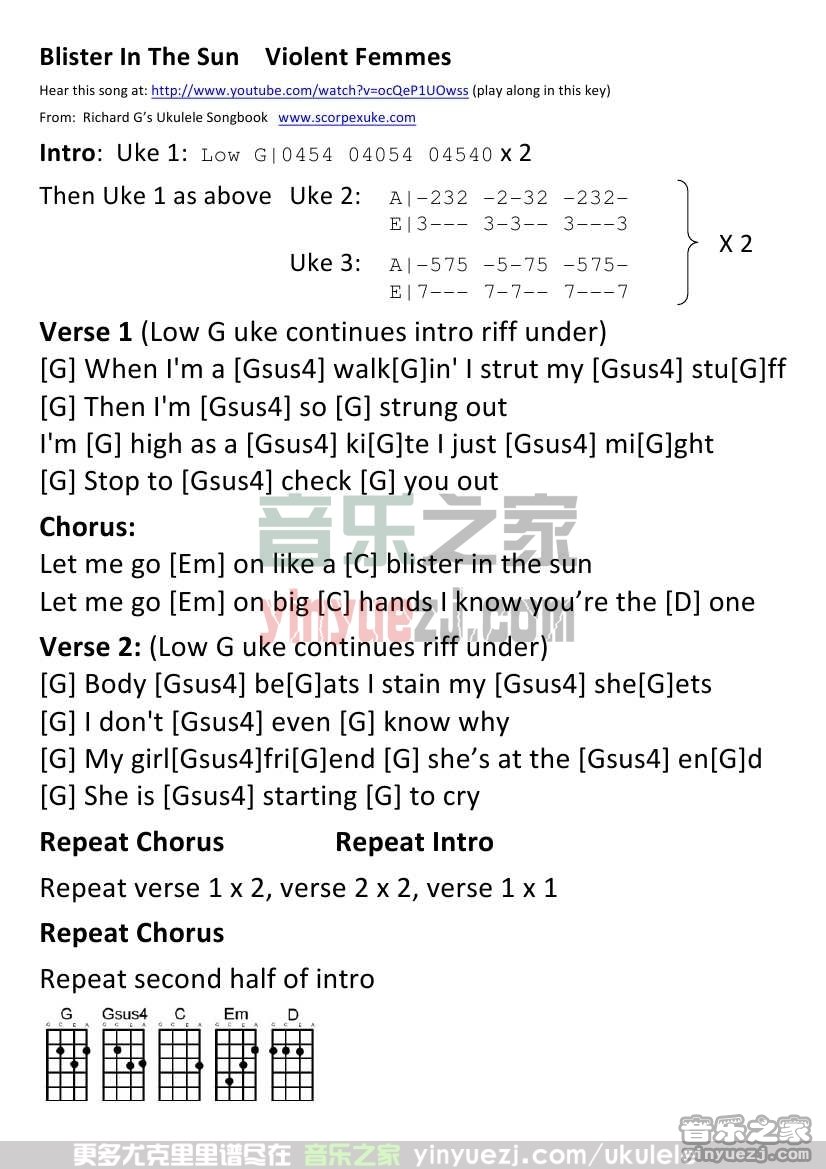 Blister In The Sun    Violent Femmes
Hear this song at: http://www.youtube.com/watch?v=ocQeP1UOwss (play along in this key)
From:  Richard G's Ukulele Songbook   www.scorpexuke.com
Intro:  Uke 1:  Low G|0454 04054 04540 x 2
Then Uke 1 as above  Uke 2:   A|-232 -2-32 -232-
E|3--- 3-3-- 3---3
X 2
Uke 3:   A|-575 -5-75 -575-
E|7--- 7-7-- 7---7
Verse 1 (Low G uke continues intro riff under)
[G] When I'm a [Gsus4] walk[G]in' I strut my [Gsus4] stu[G]ff
[G] Then I'm [Gsus4] so [G] strung out
I'm [G] high as a [Gsus4] ki[G]te I just [Gsus4] mi[G]ght
[G] Stop to [Gsus4] check [G] you out
音乐之家
Chorus:
Let me go [Em] on like a [C] blister in the sun
Let me go [Em] on big [C] hands I know you’re the [D] one
yinyuezj.com
Verse 2: (Low G uke continues riff under)
[G] Body [Gsus4] be[G]ats I stain my [Gsus4] she[G]ets
[G] I don't [Gsus4] even [G] know why
[G] My girl[Gsus4]fri[G]end [G] she’s at the [Gsus4] en[G]d
[G] She is [Gsus4] starting [G] to cry
Repeat Chorus    Repeat Intro
Repeat verse 1 x 2, verse 2 x 2, verse 1 x 1
Repeat Chorus
Repeat second half of intro
G Gsus4 C Em D
G C E A G C E A G C E A G C E A G C E A
音乐之家
yinyuezj.com
更多尤克里里谱尽在 音乐之家 yinyuezj.com/ukulele